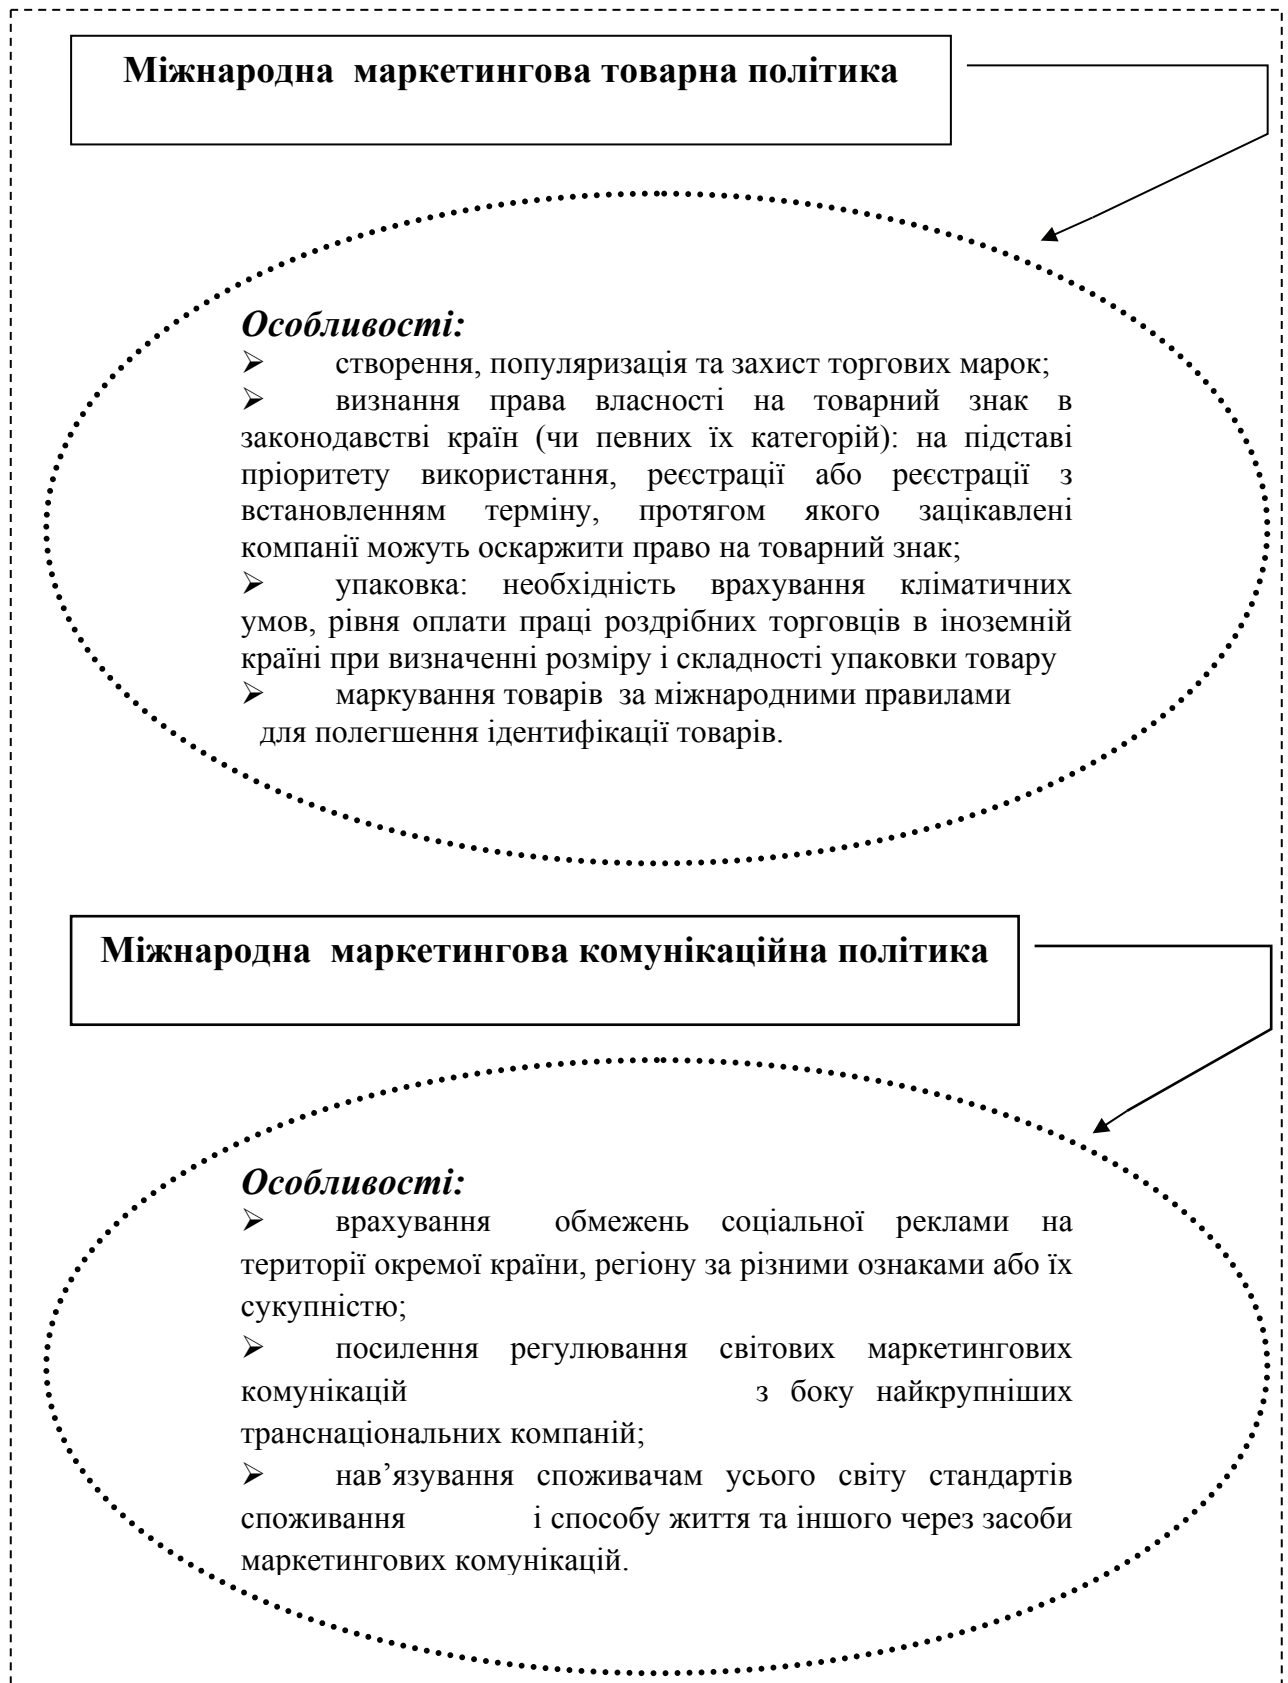 Міжнародна маркетингова товарна політика
Особливості:
➢ створення, популяризація та захист торгових марок;
➢ визнання права власності на товарний знак в
законодавстві країн (чи певних їх категорій): на підставі
пріоритету використання, реєстрації або реєстрації з
встановленням терміну, протягом якого зацікавлені
компанії можуть оскаржити право на товарний знак;
➢ упаковка: необхідність врахування кліматичних
умов, рівня оплати праці роздрібних торговців в іноземній
країні при визначенні розміру і складності упаковки товару
➢ маркування товарів за міжнародними правилами
для полегшення ідентифікації товарів.
Міжнародна маркетингова комунікаційна політика
Особливості:
➢ врахування обмежень соціальної реклами на
території окремої країни, регіону за різними ознаками або їх
сукупністю;
➢ посилення регулювання світових маркетингових
комунікацій з боку найкрупніших
транснаціональних компаній;
➢ нав’язування споживачам усього світу стандартів
споживання і способу життя та іншого через засоби
маркетингових комунікацій.